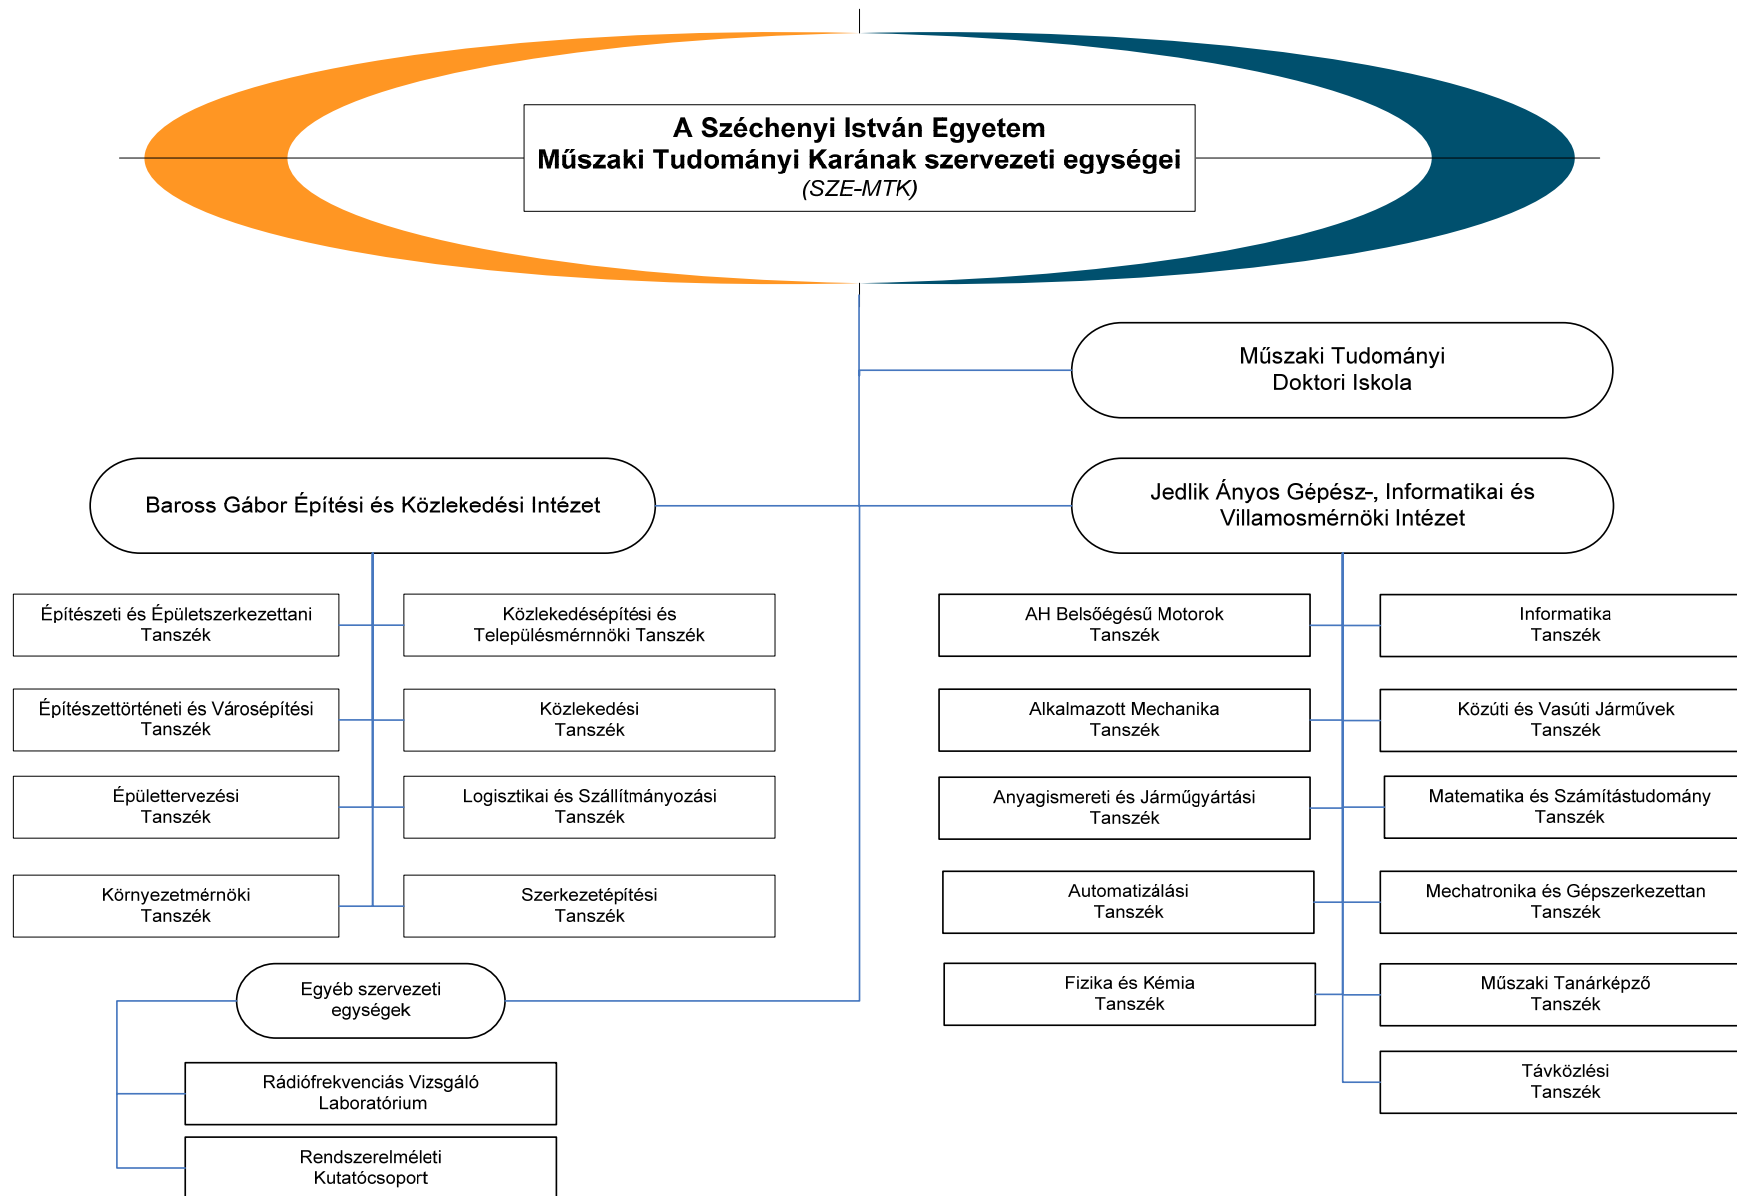 A Széchenyi István Egyetem
Műszaki Tudományi Karának szervezeti egységei
(SZE-MTK)
Műszaki Tudományi
Doktori Iskola
Baross Gábor Építési és Közlekedési Intézet
Jedlik Ányos Gépész-, Informatikai és
Villamosmérnöki Intézet
Építészeti és Épületszerkezettani
Tanszék
Közlekedésépítési és
Településmérnnöki Tanszék
Építészettörténeti és Városépítési
Tanszék
Közlekedési
Tanszék
Épülettervezési
Tanszék
Logisztikai és Szállítmányozási
Tanszék
Környezetmérnöki
Tanszék
Szerkezetépítési
Tanszék
AH Belsőégésű Motorok
Tanszék
Informatika
Tanszék
Alkalmazott Mechanika
Tanszék
Közúti és Vasúti Járművek
Tanszék
Anyagismereti és Járműgyártási
Tanszék
Matematika és Számítástudomány
Tanszék
Automatizálási
Tanszék
Mechatronika és Gépszerkezettan
Tanszék
Fizika és Kémia
Tanszék
Műszaki Tanárképző
Tanszék
Távközlési
Tanszék
Egyéb szervezeti
egységek
Rádiófrekvenciás Vizsgáló
Laboratórium
Rendszerelméleti
Kutatócsoport